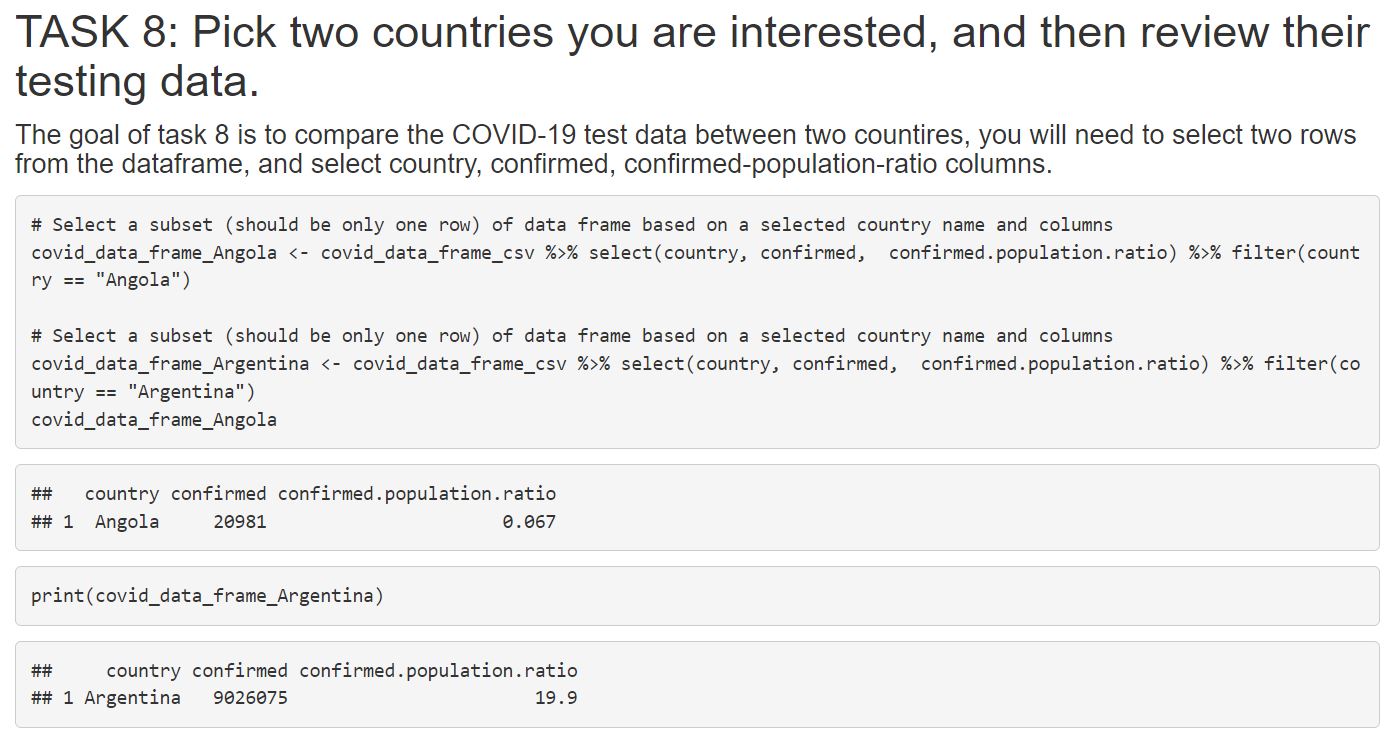 TASK 8: Pick two countries you are interested, and then review their
testing data.
The goal of task 8 is to compare the COVID-19 test data between two countires, you will need to select two rows
from the dataframe, and select country, confirmed, confirmed-population-ratio columns.
# Select a subset (should be only one row) of data frame based on a selected country name and columns
covid_data_frame_Angola <- covid_data_frame_csv %>% select(country, confirmed,  confirmed.population.ratio) %>% filter(count
ry == "Angola")
# Select a subset (should be only one row) of data frame based on a selected country name and columns
covid_data_frame_Argentina <- covid_data_frame_csv %>% select(country, confirmed,  confirmed.population.ratio) %>% filter(co
untry == "Argentina")
covid_data_frame_Angola
##   country confirmed confirmed.population.ratio
## 1  Angola     20981                      0.067
print(covid_data_frame_Argentina)
##     country confirmed confirmed.population.ratio
## 1 Argentina   9026075                       19.9